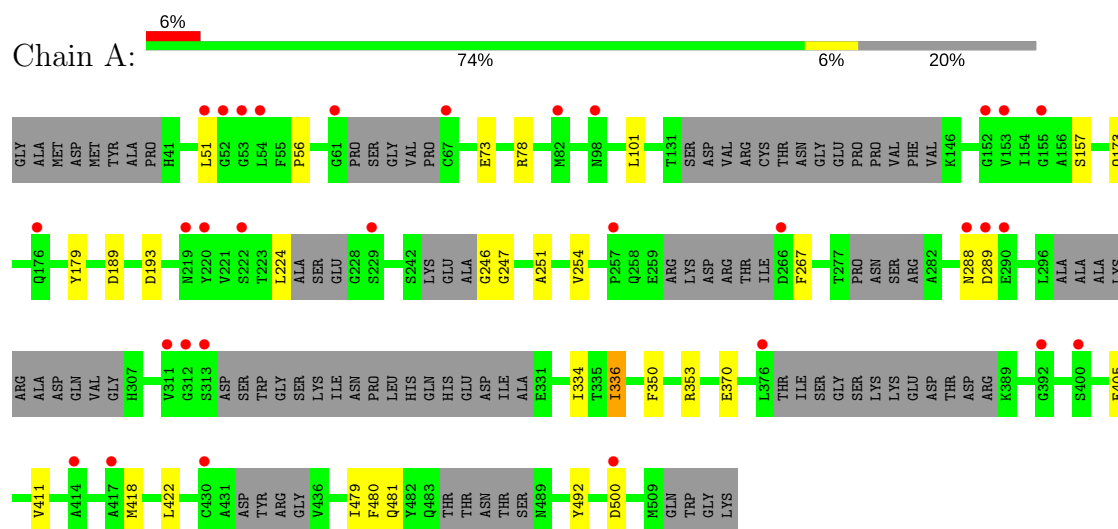 6%
Chain A:
74% 6% 20%
GLY ALA MET ASP MET TYR ALA PRO H41 L51 G52 G53 L54 F55 P56 G61 PRO SER GLY VAL PRO C67 E73 R78 M82 N98 L101 T131 SER ASP VAL ARG CYS THR ASN GLY GLU PRO PRO VAL PHE VAL K146 G152 V153 I154 G155 A156 S157
Q176 Y179 D189 D193 N219 Y220 V221 S222 T223 L224 ALA SER GLU G228 S229 S242 LYS GLU ALA G246 G247 A251 V254 P257 Q258 E259 ARG LYS ASP ARG THR ILE D266 F267 T277 PRO ASN SER ARG A282 N288 D289 E290 L296 ALA ALA ALA LYS
ARG ALA ASP GLN VAL GLY H307 V311 G312 S313 ASP SER TRP GLY SER LYS ILE ASN PRO LEU HIS GLN HIS GLU ASP ILE ALA E331 I334 T335 I336 F350 R353 E370 L376 THR ILE SER GLY SER LYS LYS GLU ASP THR ASP ARG K389 G392 S400
V411 A414 A417 M418 L422 C430 A431 ASP TYR ARG GLY V436 I479 F480 Q481 Y482 Q483 THR THR ASN THR SER N489 Y492 D500 M509 GLN TRP GLY LYS